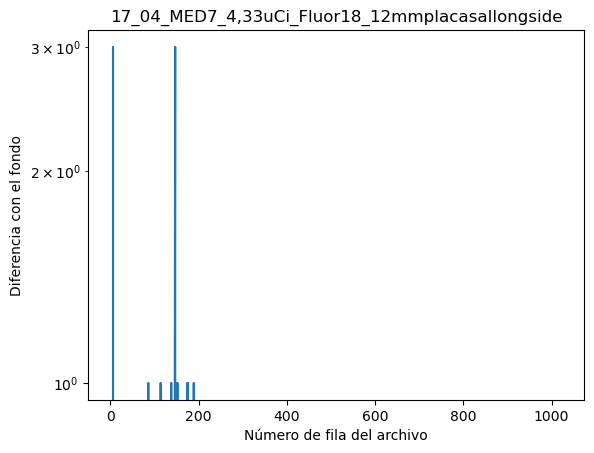 17_04_MED7_4,33uCi_Fluor18_12mmplacasallongside
3 × 10⁰
2 × 10⁰
10⁰
Diferencia con el fondo
0 200 400 600 800 1000
Número de fila del archivo